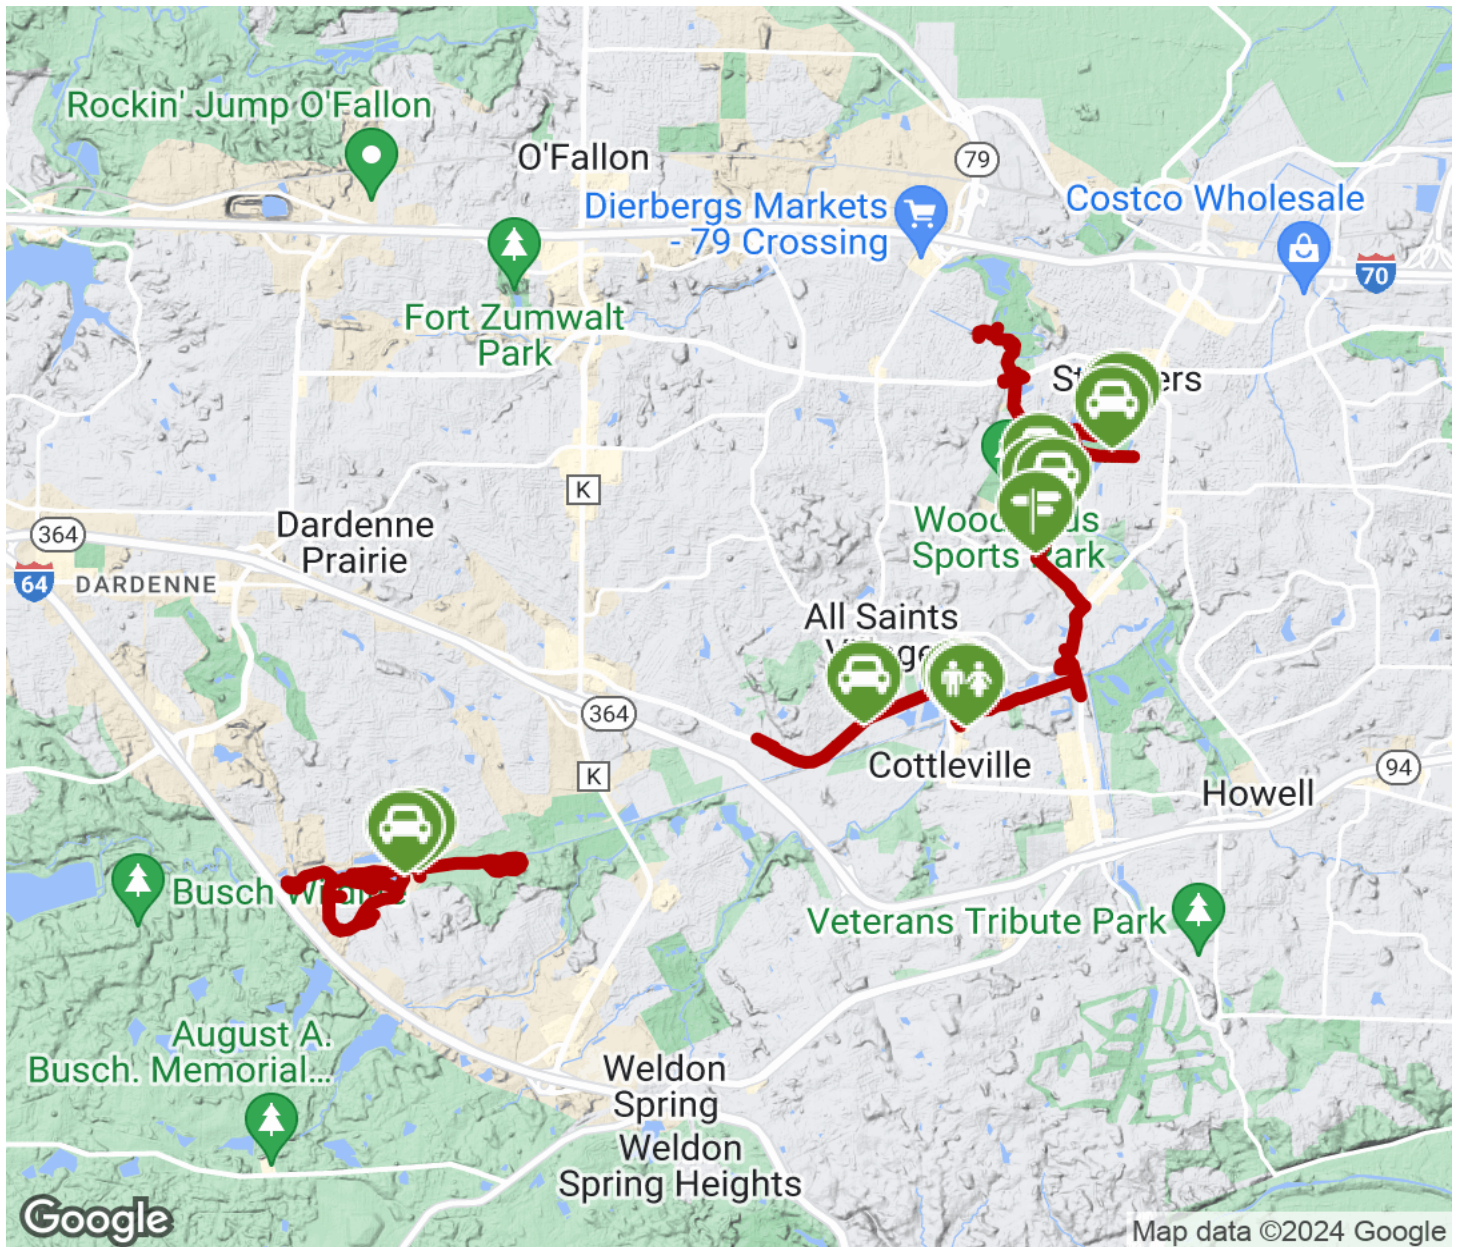 Rockin' Jump O'Fallon
O'Fallon
79
Dierbergs Markets
- 79 Crossing
Costco Wholesale
70
Fort Zumwalt
Park
K
364
Dardenne
Prairie
64
DARDENNE
Sports Park
All Saints
364
K
Cottleville
94
Howell
Busch
Veterans Tribute Park
August A.
Busch. Memorial...
Weldon
Spring
Weldon
Spring Heights
Google
Map data ©2024 Google